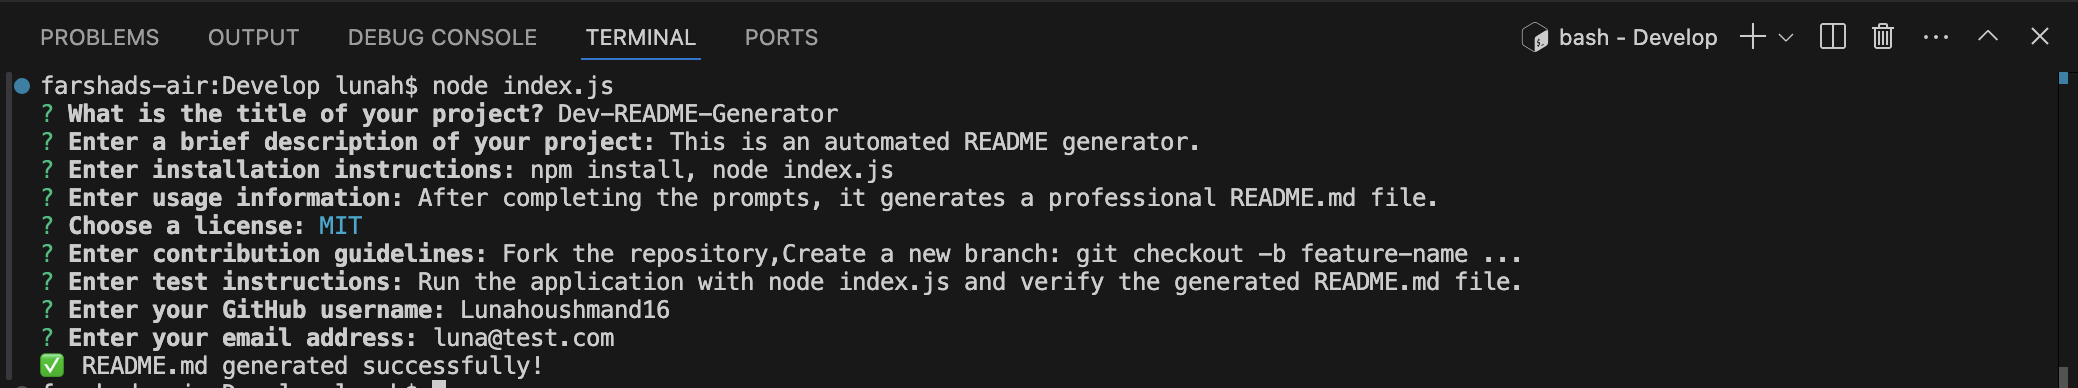 PROBLEMS OUTPUT DEBUG CONSOLE TERMINAL PORTS bash - Develop
farshads-air:Develop lunah$ node index.js
? What is the title of your project? Dev-README-Generator
? Enter a brief description of your project: This is an automated README generator.
? Enter installation instructions: npm install, node index.js
? Enter usage information: After completing the prompts, it generates a professional README.md file.
? Choose a license: MIT
? Enter contribution guidelines: Fork the repository,Create a new branch: git checkout -b feature-name ...
? Enter test instructions: Run the application with node index.js and verify the generated README.md file.
? Enter your GitHub username: Lunahoushmand16
? Enter your email address: luna@test.com
✅ README.md generated successfully!
farshads-air:Develop lunah$